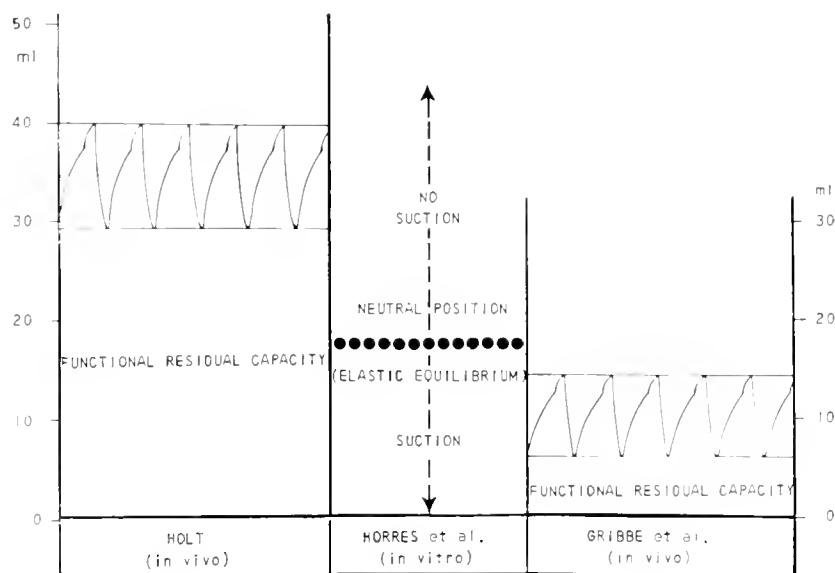 50
ml
40
30
20
10
0
FUNCTIONAL RESIDUAL CAPACITY
NO
SUCTION
NEUTRAL POSITION
(ELASTIC EQUILIBRIUM)
SUCTION
ml
30
20
10
0
FUNCTIONAL RESIDUAL CAPACITY
HOLT
(in vivo)
HORRES et al.
(in vitro)
GRIBBE et al.
(in vivo)